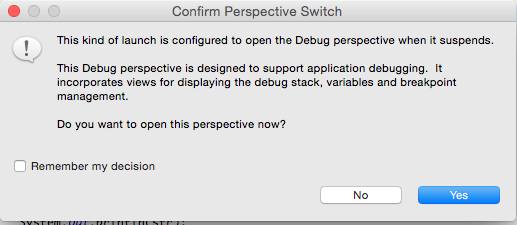 Confirm Perspective Switch
This kind of launch is configured to open the Debug perspective when it suspends.
This Debug perspective is designed to support application debugging.  It
incorporates views for displaying the debug stack, variables and breakpoint
management.
Do you want to open this perspective now?
Remember my decision
No
Yes